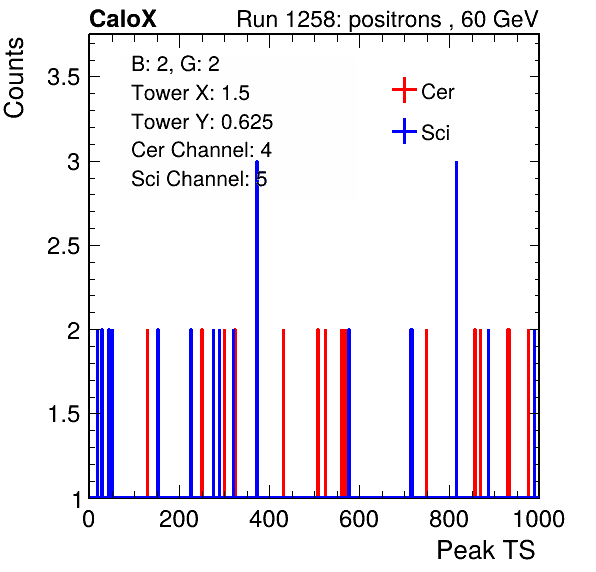 CaloX Run 1258: positrons , 60 GeV
Counts
B: 2, G: 2
Tower X: 1.5
Tower Y: 0.625
Cer Channel: 4
Sci Channel: 5
Cer
Sci
3.5
3
2.5
2
1.5
1
0 200 400 600 800 1000
Peak TS